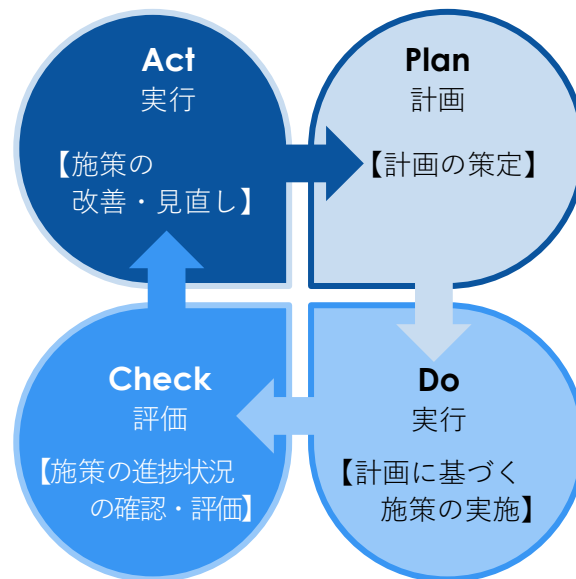 Act
実行
【施策の
改善・見直し】
Plan
計画
【計画の策定】
Check
評価
【施策の進捗状況
の確認・評価】
Do
実行
【計画に基づく
施策の実施】